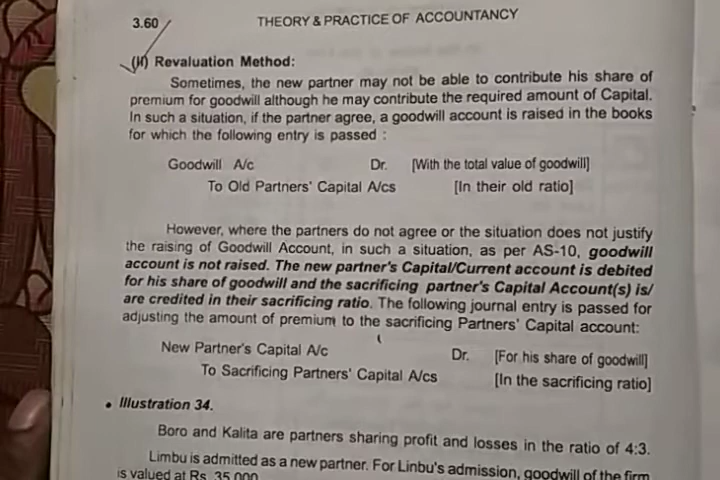 3.60
THEORY & PRACTICE OF ACCOUNTANCY
(II) Revaluation Method:
Sometimes, the new partner may not be able to contribute his share of
premium for goodwill although he may contribute the required amount of Capital.
In such a situation, if the partner agree, a goodwill account is raised in the books
for which the following entry is passed :
Goodwill A/c Dr. [With the total value of goodwill]
To Old Partners' Capital A/cs [In their old ratio]
However, where the partners do not agree or the situation does not justify
the raising of Goodwill Account, in such a situation, as per AS-10, goodwill
account is not raised. The new partner's Capital/Current account is debited
for his share of goodwill and the sacrificing partner's Capital Account(s) is/
are credited in their sacrificing ratio. The following journal entry is passed for
adjusting the amount of premium to the sacrificing Partners' Capital account:
New Partner's Capital A/c Dr. [For his share of goodwill]
To Sacrificing Partners' Capital A/cs [In the sacrificing ratio]
• Illustration 34.
Boro and Kalita are partners sharing profit and losses in the ratio of 4:3.
Limbu is admitted as a new partner. For Linbu's admission, goodwill of the firm
is valued at Rs. 35,000